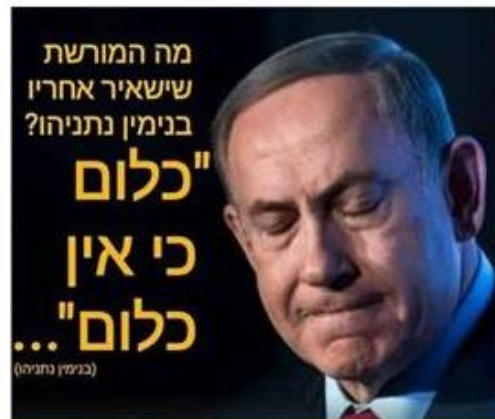 מה המורשת
שישאיר אחריו
בנימין נתניהו?
"כלום
כי אין
כלום"...
(בנימין נתניהו)